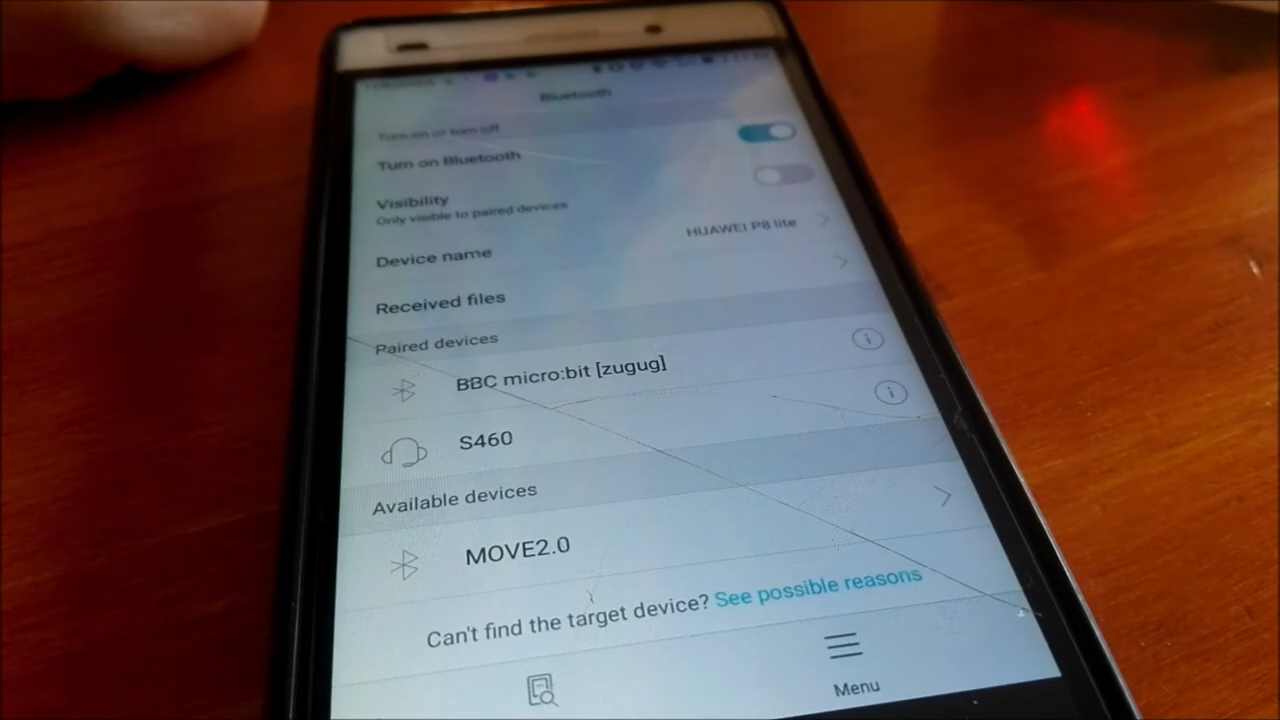 Bluetooth
Turn on or turn off
Turn on Bluetooth
Visibility
Only visible to paired devices
Device name HUAWEI P8 lite
Received files
Paired devices
BBC micro:bit [zugug]
S460
Available devices
MOVE2.0
Can't find the target device? See possible reasons
Menu